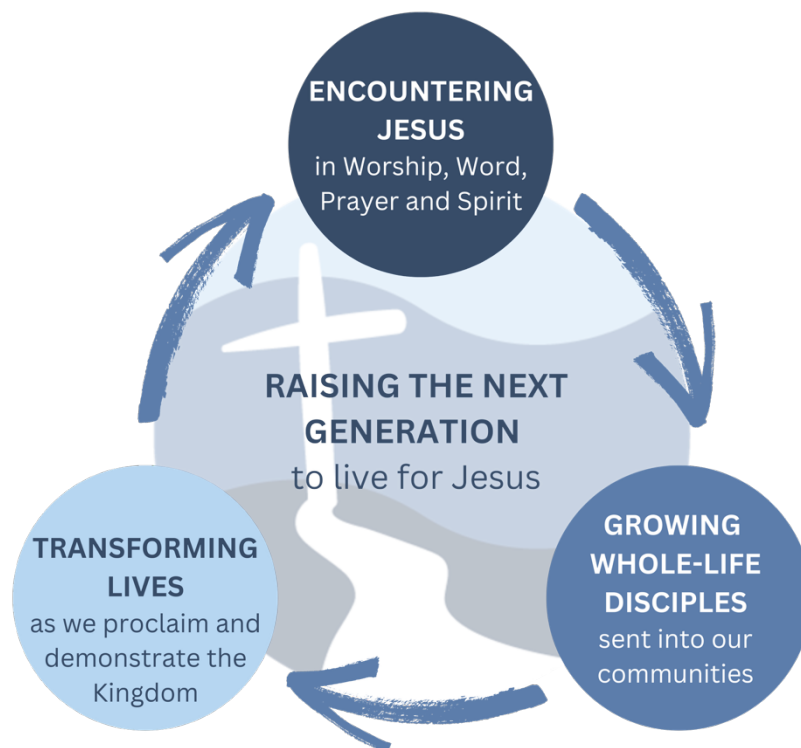 ENCOUNTERING
JESUS
in Worship, Word,
Prayer and Spirit
RAISING THE NEXT
GENERATION
to live for Jesus
TRANSFORMING
LIVES
as we proclaim and
demonstrate the
Kingdom
GROWING
WHOLE-LIFE
DISCIPLES
sent into our
communities